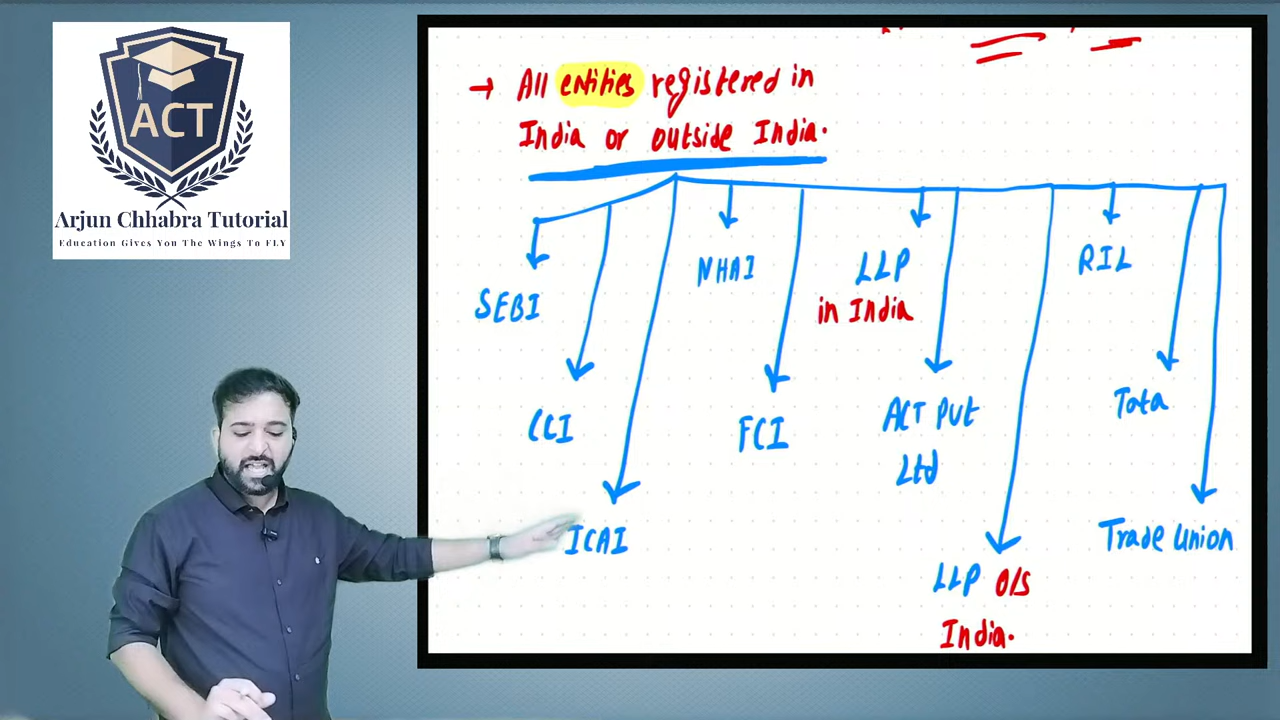 ACT
Arjun Chhabra Tutorial
Education Gives You The Wings To FLY
→ All entities registered in
India or outside India.
SEBI
CCI
ICAI
NHAI
FCI
LLP
in India
ACT Pvt
Ltd
LLP O/S
India.
RIL
Tata
Trade Union